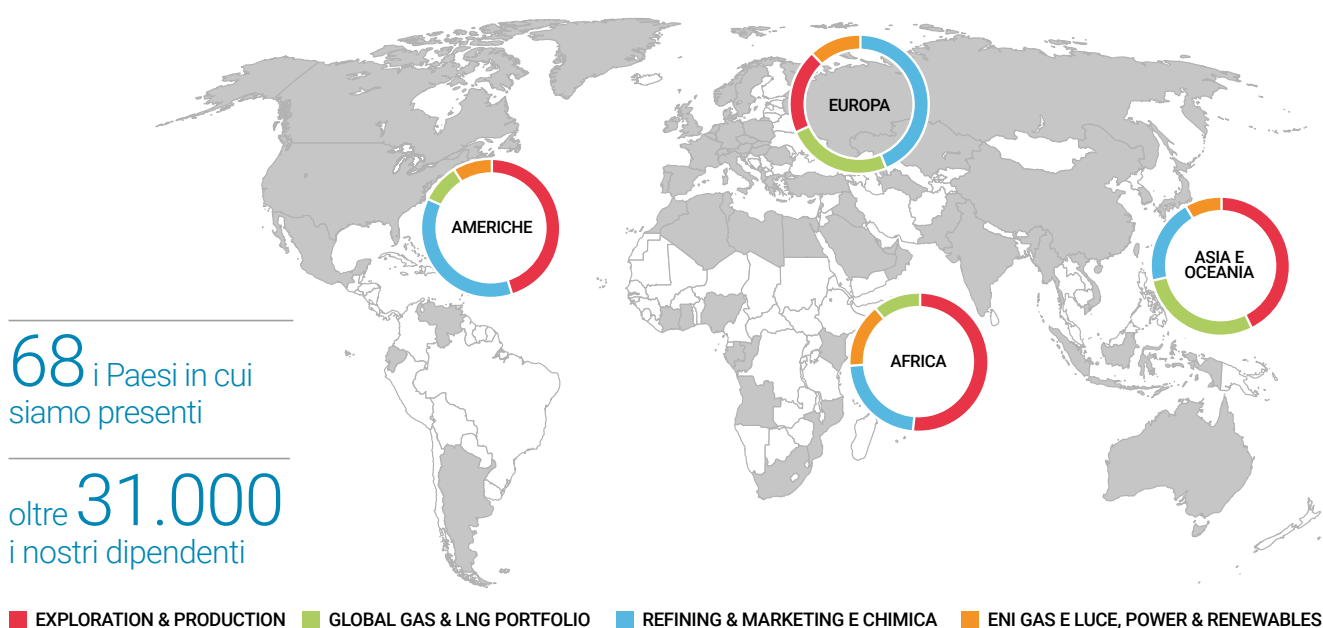 EUROPA
AMERICHE
ASIA E
OCEANIA
AFRICA
68 i Paesi in cui
siamo presenti
oltre 31.000
i nostri dipendenti
EXPLORATION & PRODUCTION GLOBAL GAS & LNG PORTFOLIO REFINING & MARKETING E CHIMICA ENI GAS E LUCE, POWER & RENEWABLES